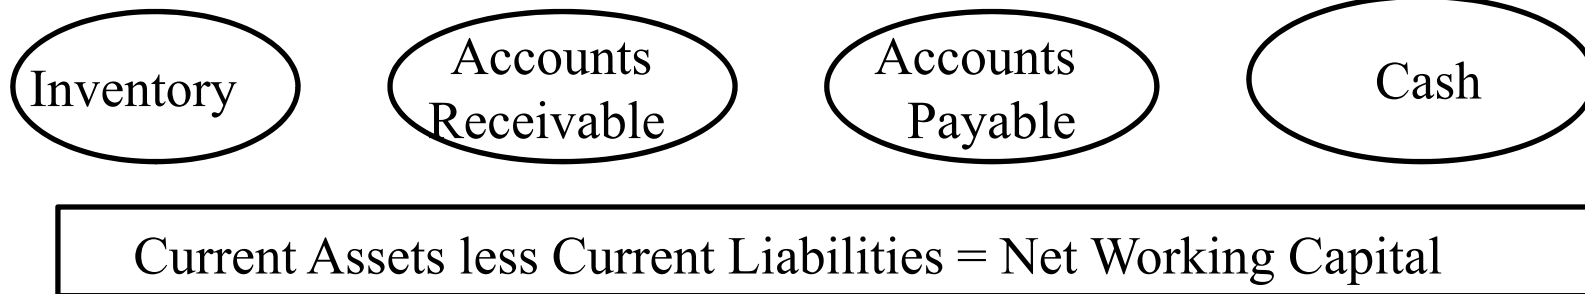 Inventory
Accounts
Receivable
Accounts
Payable
Cash
Current Assets less Current Liabilities = Net Working Capital